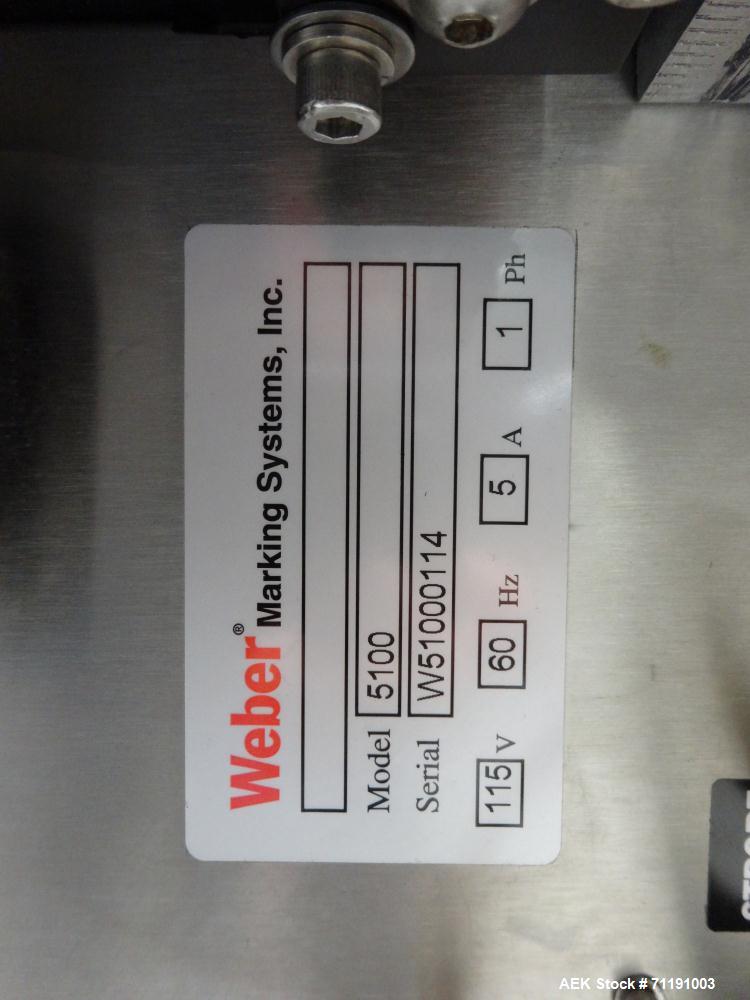 Weber® Marking Systems, Inc.
Model 5100
Serial W51000114
115 V 60 Hz 5 A 1 Ph
AEK Stock # 71191003